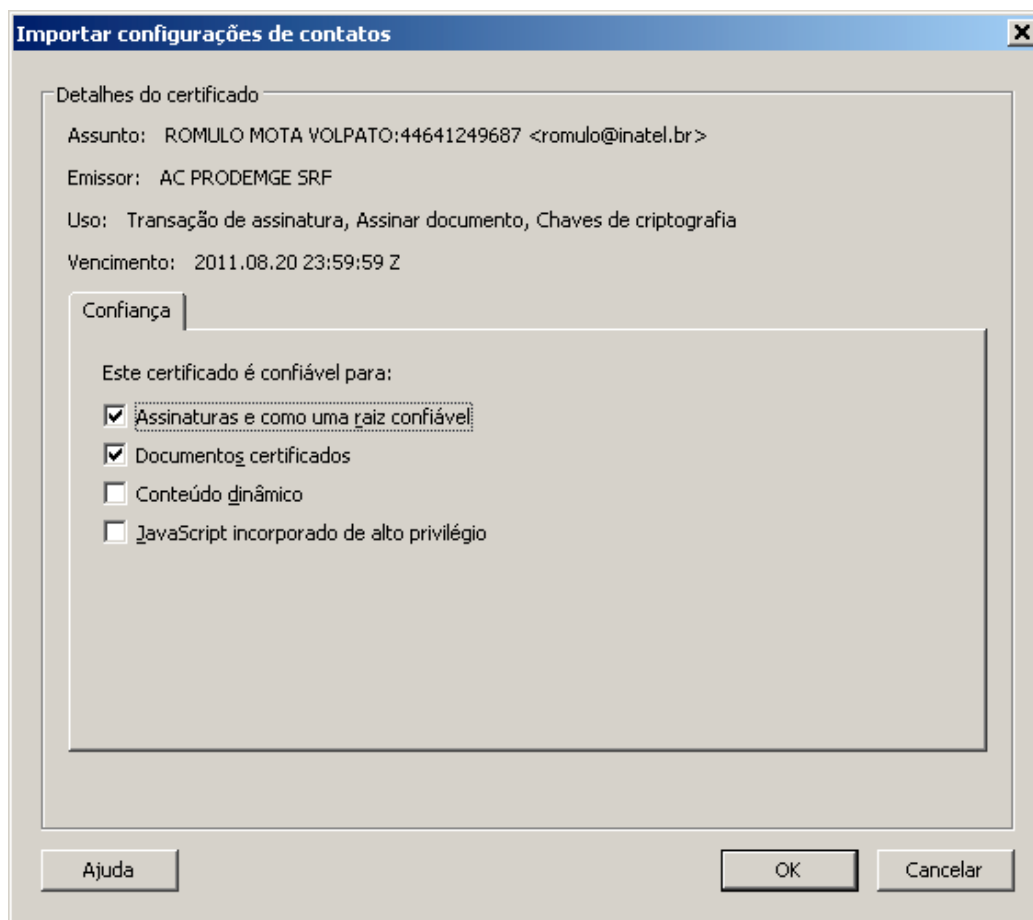 Importar configurações de contatos
Detalhes do certificado
Assunto: ROMULO MOTA VOLPATO:44641249687 <romulo@inatel.br>
Emissor: AC PRODEMGE SRF
Uso: Transação de assinatura, Assinar documento, Chaves de criptografia
Vencimento: 2011.08.20 23:59:59 Z
Confiança
Este certificado é confiável para:
Assinaturas e como uma raiz confiável
Documentos certificados
Conteúdo dinâmico
JavaScript incorporado de alto privilégio
Ajuda
OK
Cancelar